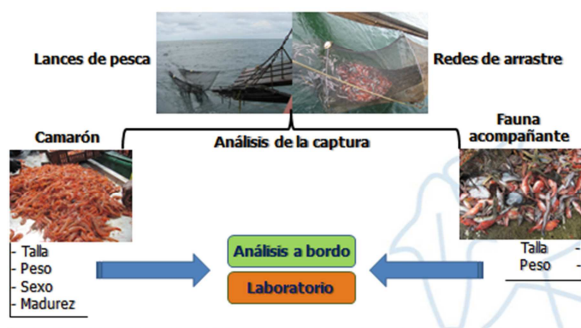 Lances de pesca
Redes de arrastre
Camarón
Análisis de la captura
Fauna
acompañante
- Talla
- Peso
- Sexo
- Madurez
Análisis a bordo
Laboratorio
Talla -
Peso -